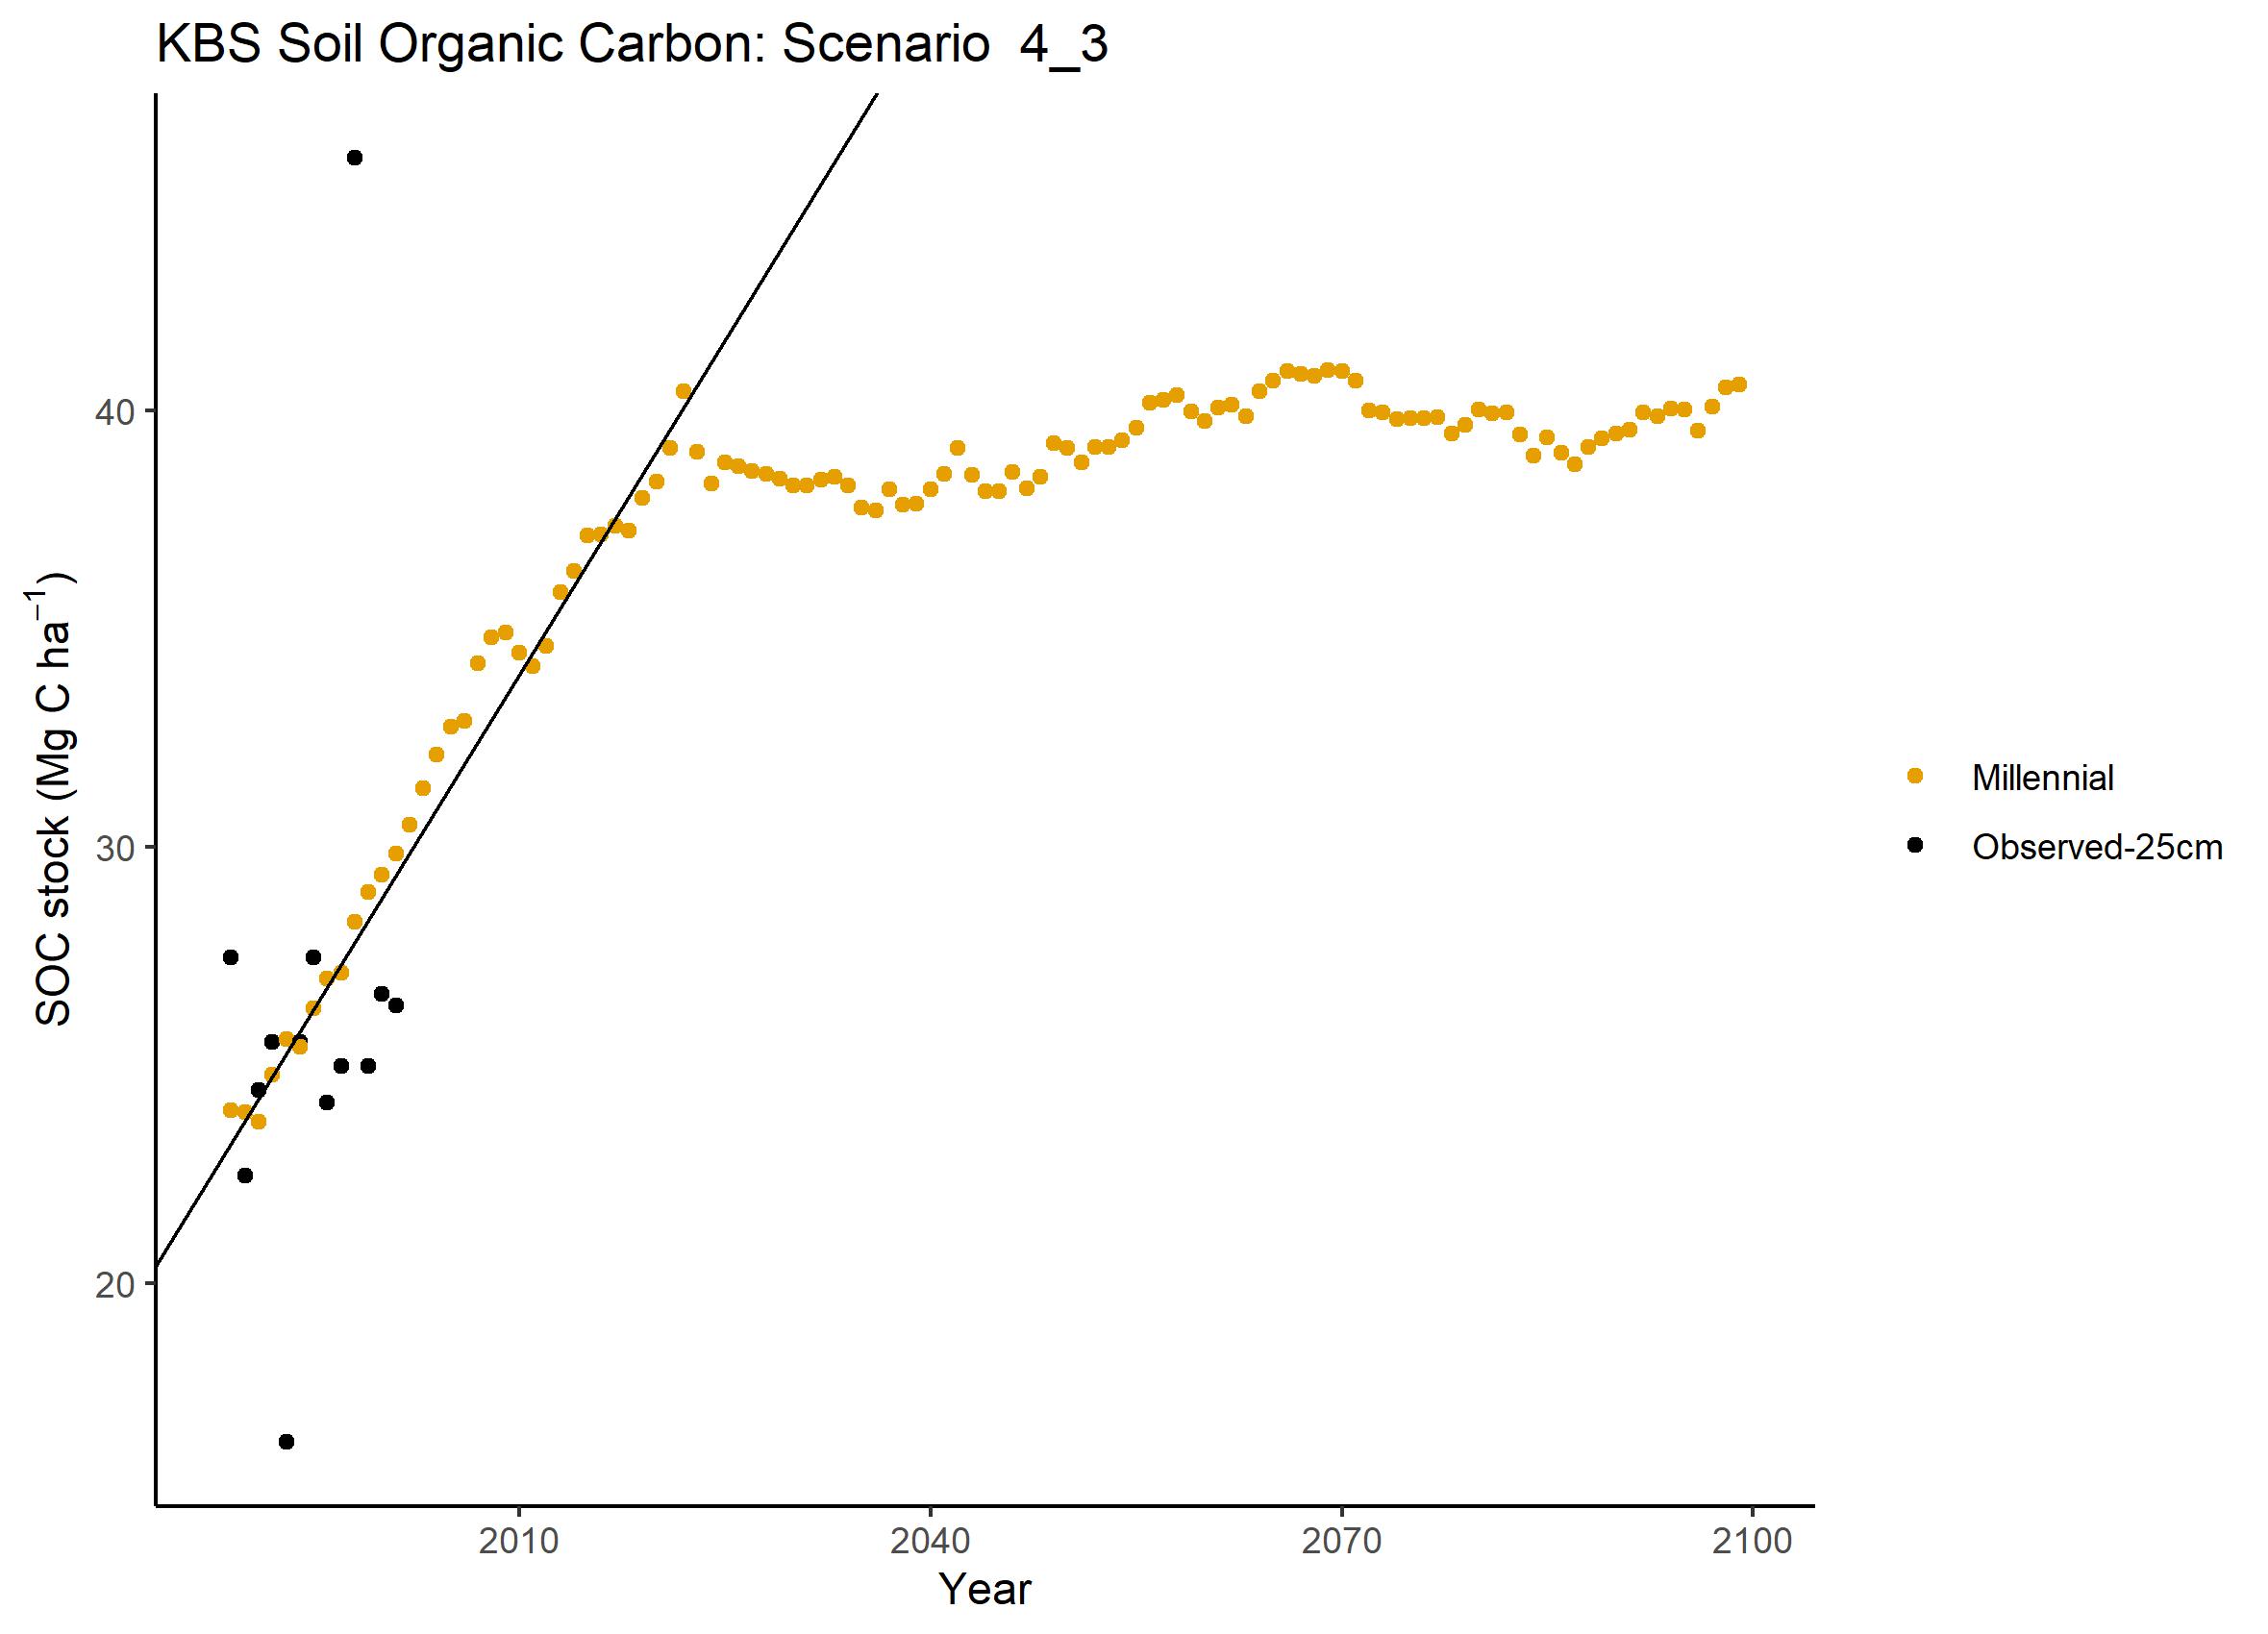 KBS Soil Organic Carbon: Scenario  4_3
SOC stock (Mg C ha⁻¹)
40
30
20
2010 2040 2070 2100
Year
Millennial
Observed-25cm